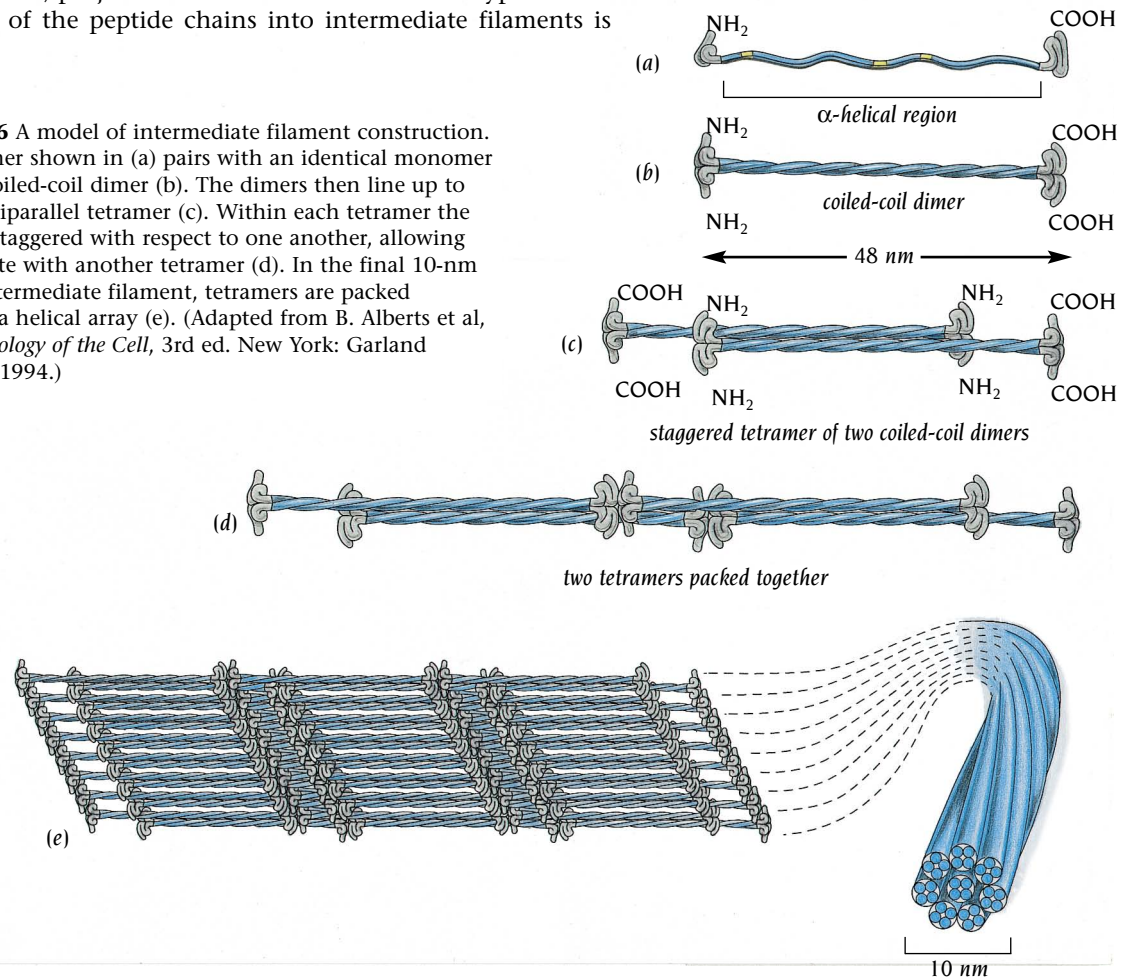 of the peptide chains into intermediate filaments is
6 A model of intermediate filament construction.
her shown in (a) pairs with an identical monomer
oiled-coil dimer (b). The dimers then line up to
iparallel tetramer (c). Within each tetramer the
taggered with respect to one another, allowing
te with another tetramer (d). In the final 10-nm
termediate filament, tetramers are packed
a helical array (e). (Adapted from B. Alberts et al,
ology of the Cell, 3rd ed. New York: Garland
1994.)
NH2
COOH
(a)
α-helical region
NH2
COOH
(b)
coiled-coil dimer
NH2
COOH
48 nm
COOH
NH2
NH2
COOH
(c)
COOH
NH2
NH2
COOH
staggered tetramer of two coiled-coil dimers
(d)
two tetramers packed together
(e)
10 nm